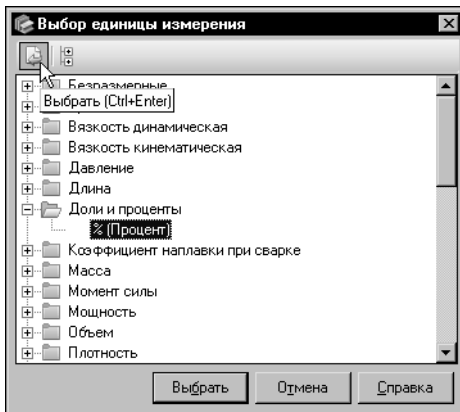 Выбор единицы измерения
Безразмерные
Выбрать (Ctrl+Enter)
Вязкость динамическая
Вязкость кинематическая
Давление
Длина
Доли и проценты
% (Процент)
Коэффициент наплавки при сварке
Масса
Момент силы
Мощность
Объем
Плотность
Выбрать Отмена Справка